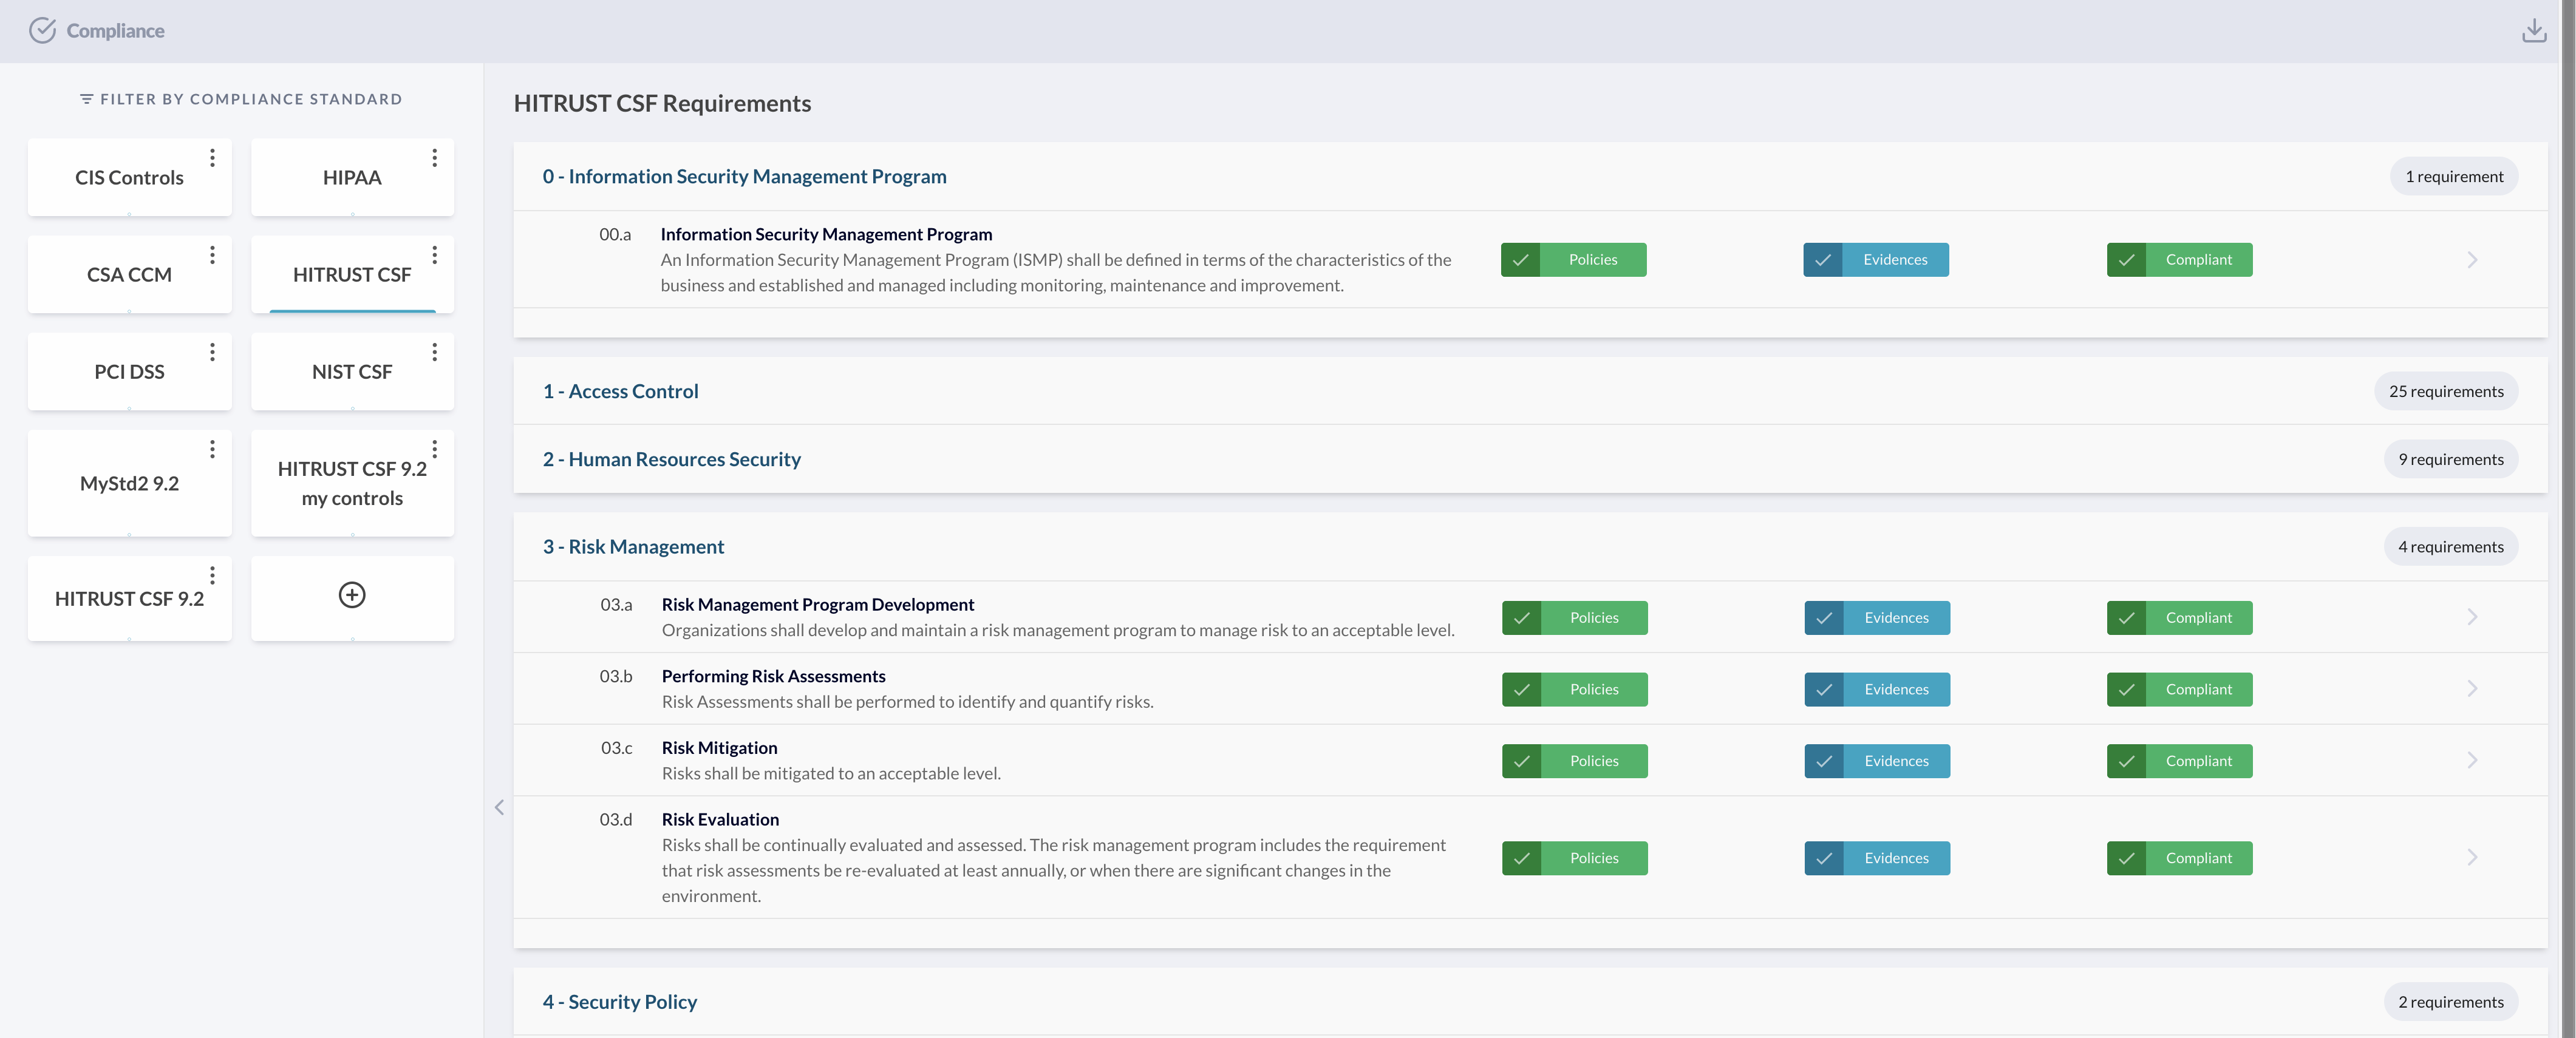 Compliance
FILTER BY COMPLIANCE STANDARD
CIS Controls
HIPAA
CSA CCM
HITRUST CSF
PCI DSS
NIST CSF
MyStd2 9.2
HITRUST CSF 9.2
my controls
HITRUST CSF 9.2
HITRUST CSF Requirements
0 - Information Security Management Program
1 requirement
00.a
Information Security Management Program
An Information Security Management Program (ISMP) shall be defined in terms of the characteristics of the
business and established and managed including monitoring, maintenance and improvement.
Policies
Evidences
Compliant
1 - Access Control
25 requirements
2 - Human Resources Security
9 requirements
3 - Risk Management
4 requirements
03.a
Risk Management Program Development
Organizations shall develop and maintain a risk management program to manage risk to an acceptable level.
Policies
Evidences
Compliant
03.b
Performing Risk Assessments
Risk Assessments shall be performed to identify and quantify risks.
Policies
Evidences
Compliant
03.c
Risk Mitigation
Risks shall be mitigated to an acceptable level.
Policies
Evidences
Compliant
03.d
Risk Evaluation
Risks shall be continually evaluated and assessed. The risk management program includes the requirement
that risk assessments be re-evaluated at least annually, or when there are significant changes in the
environment.
Policies
Evidences
Compliant
4 - Security Policy
2 requirements